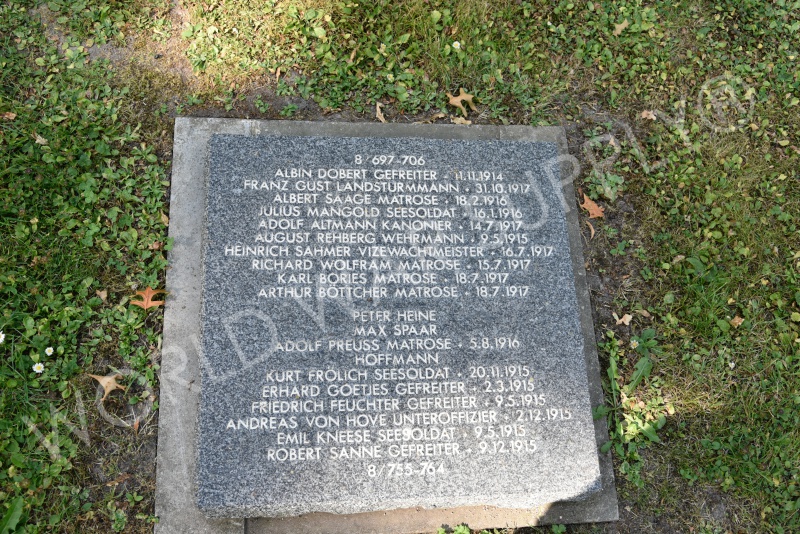 8/697-706
ALBIN DOBERT GEFREITER • 11.11.1914
FRANZ GUST LANDSTURMMANN • 31.10.1917
ALBERT SAAGE MATROSE • 18.2.1916
JULIUS MANGOLD SEESOLDAT • 16.1.1916
ADOLF ALTMANN KANONIER • 14.7.1917
AUGUST REHBERG WEHRMANN • 9.5.1915
HEINRICH SAHMER VIZEWACHTMEISTER • 16.7.1917
RICHARD WOLFRAM MATROSE • 15.7.1917
KARL BORIES MATROSE • 18.7.1917
ARTHUR BÖTTCHER MATROSE • 18.7.1917
PETER HEINE
MAX SPAAR
ADOLF PREUSS MATROSE • 5.8.1916
HOFFMANN
KURT FRÖLICH SEESOLDAT • 20.11.1915
ERHARD GOETJES GEFREITER • 2.3.1915
FRIEDRICH FEUCHTER GEFREITER • 9.5.1915
ANDREAS VON HOVE UNTEROFFIZIER • 2.12.1915
EMIL KNEESE SEESOLDAT • 9.5.1915
ROBERT SANNE GEFREITER • 9.12.1915
8/755-764
WORLD WAR SUPPLY®